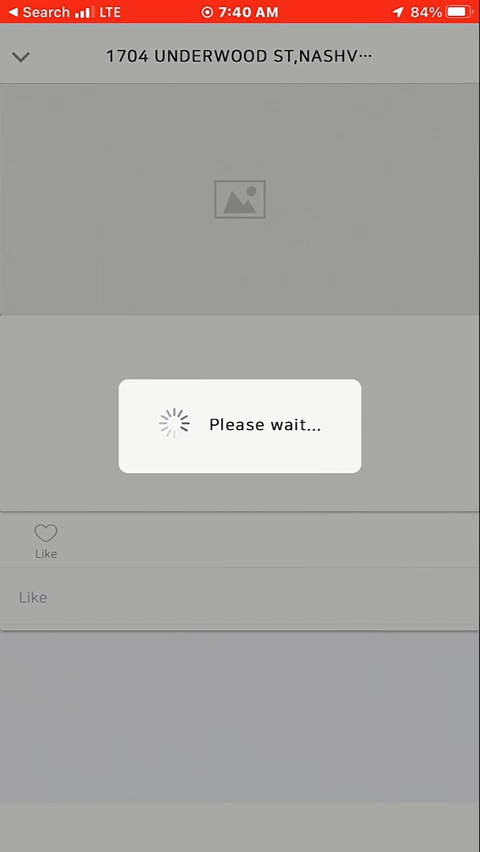 ◀ Search LTE 7:40 AM 84%
1704 UNDERWOOD ST,NASHV···
Please wait...
Like
Like